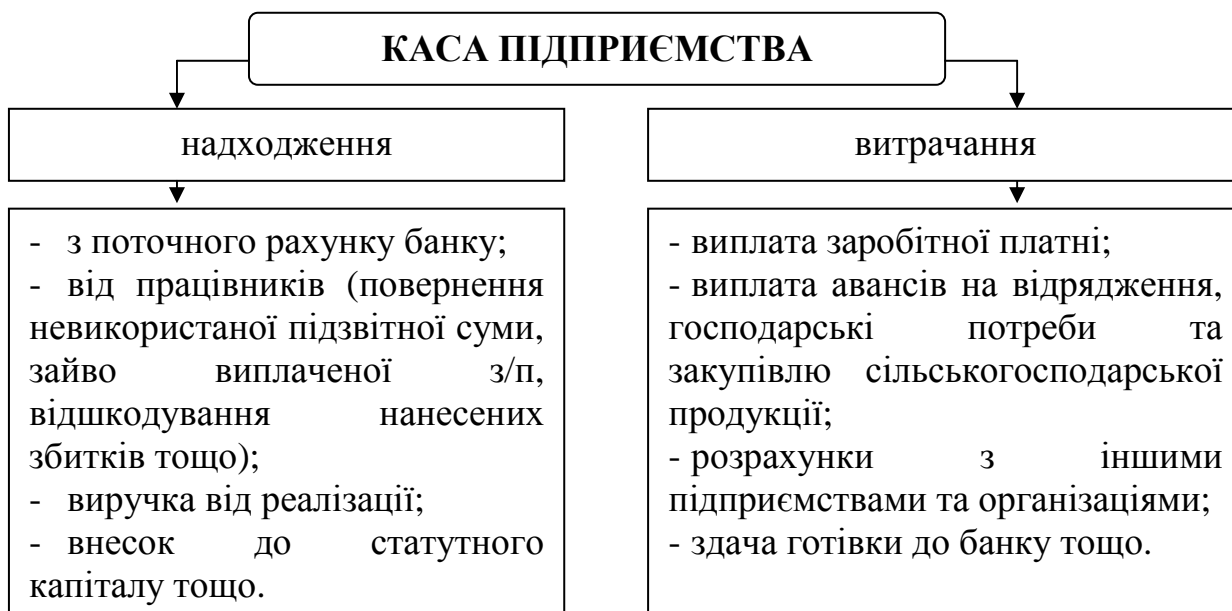 КАСА ПІДПРИЄМСТВА
надходження
- з поточного рахунку банку;
- від працівників (повернення
невикористаної підзвітної суми,
зайво виплаченої з/п,
відшкодування нанесених
збитків тощо);
- виручка від реалізації;
- внесок до статутного
капіталу тощо.
витрачання
- виплата заробітної платні;
- виплата авансів на відрядження,
господарські потреби та
закупівлю сільськогосподарської
продукції;
- розрахунки з іншими
підприємствами та організаціями;
- здача готівки до банку тощо.